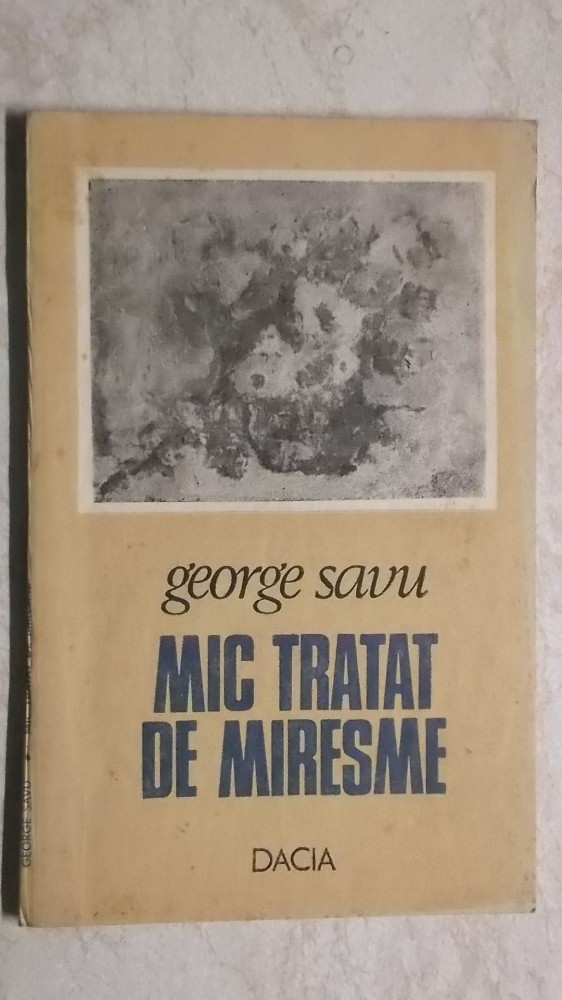 george savu
MIC TRATAT
DE MIRESME
DACIA
GEORGE SAVU